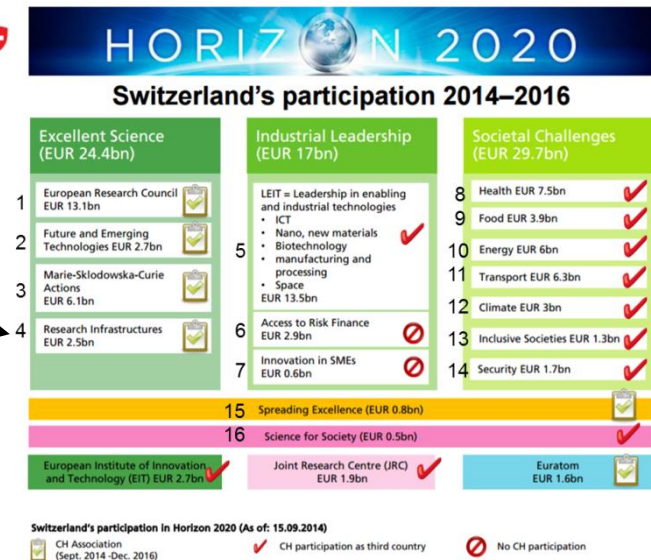 HORIZON 2020
Switzerland's participation 2014–2016
Excellent Science
(EUR 24.4bn)
1
European Research Council
EUR 13.1bn
2
Future and Emerging
Technologies EUR 2.7bn
3
Marie-Sklodowska-Curie
Actions
EUR 6.1bn
4
Research Infrastructures
EUR 2.5bn
Industrial Leadership
(EUR 17bn)
5
LEIT = Leadership in enabling
and industrial technologies
• ICT
• Nano, new materials
• Biotechnology
• manufacturing and
processing
• Space
EUR 13.5bn
6
Access to Risk Finance
EUR 2.9bn
7
Innovation in SMEs
EUR 0.6bn
Societal Challenges
(EUR 29.7bn)
8 Health EUR 7.5bn
9 Food EUR 3.9bn
10 Energy EUR 6bn
11 Transport EUR 6.3bn
12 Climate EUR 3bn
13 Inclusive Societies EUR 1.3bn
14 Security EUR 1.7bn
15 Spreading Excellence (EUR 0.8bn)
16 Science for Society (EUR 0.5bn)
European Institute of Innovation
and Technology (EIT) EUR 2.7bn
Joint Research Centre (JRC)
EUR 1.9bn
Euratom
EUR 1.6bn
Switzerland's participation in Horizon 2020 (As of: 15.09.2014)
CH Association
(Sept. 2014 -Dec. 2016)
CH participation as third country
No CH participation